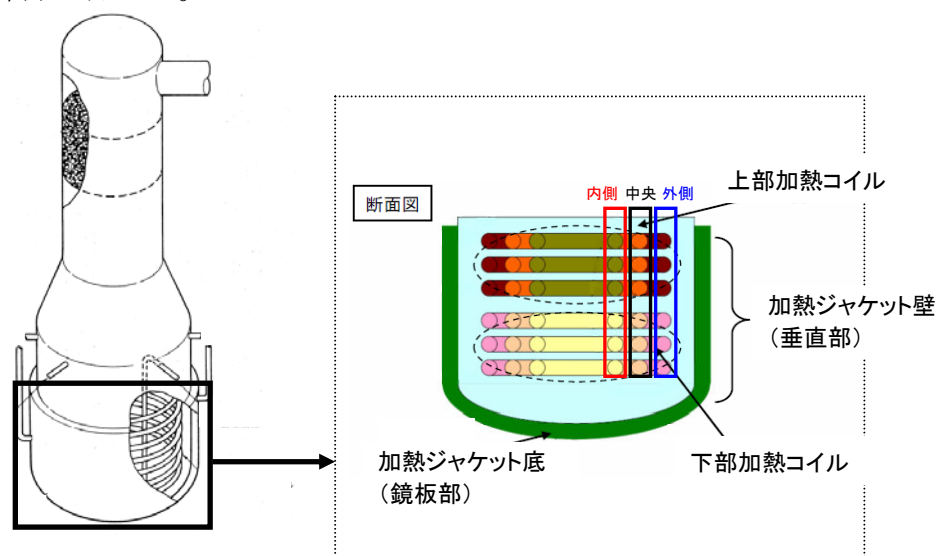 断面図
内側 中央 外側
上部加熱コイル
加熱ジャケット壁
(垂直部)
加熱ジャケット底
(鏡板部)
下部加熱コイル